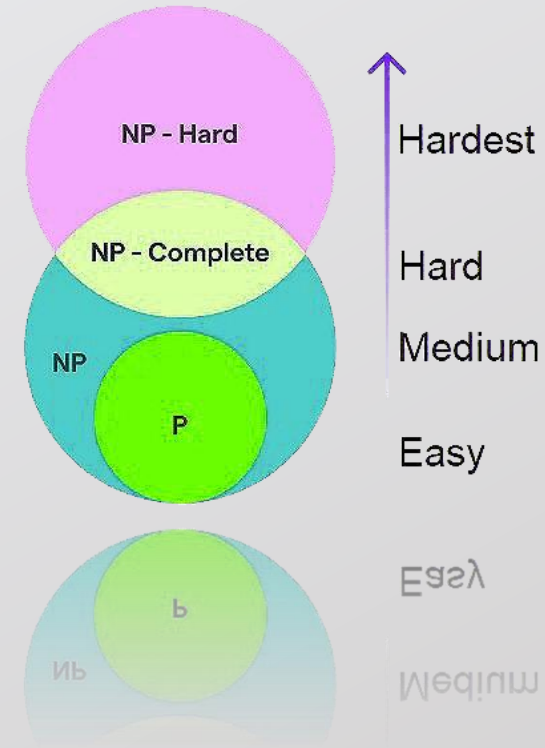 NP - Hard
Hardest
NP - Complete
Hard
Medium
NP
P
Easy
Easy
P
NP
Medium